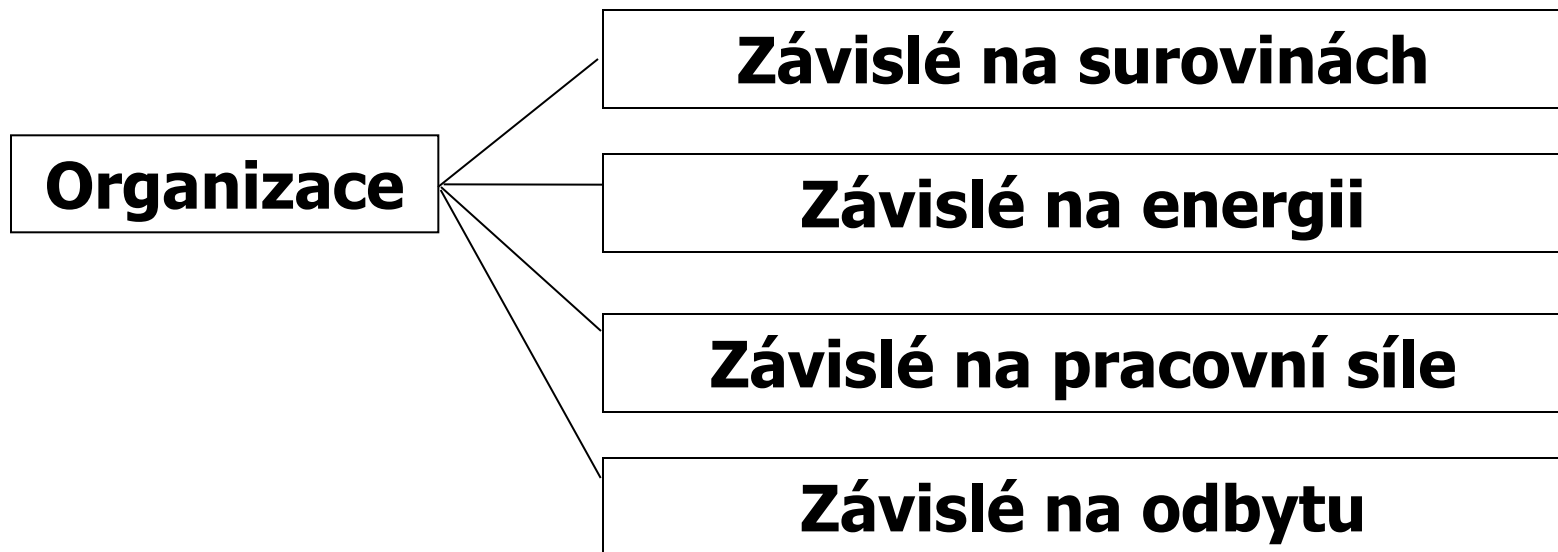 Organizace
Závislé na surovinách
Závislé na energii
Závislé na pracovní síle
Závislé na odbytu